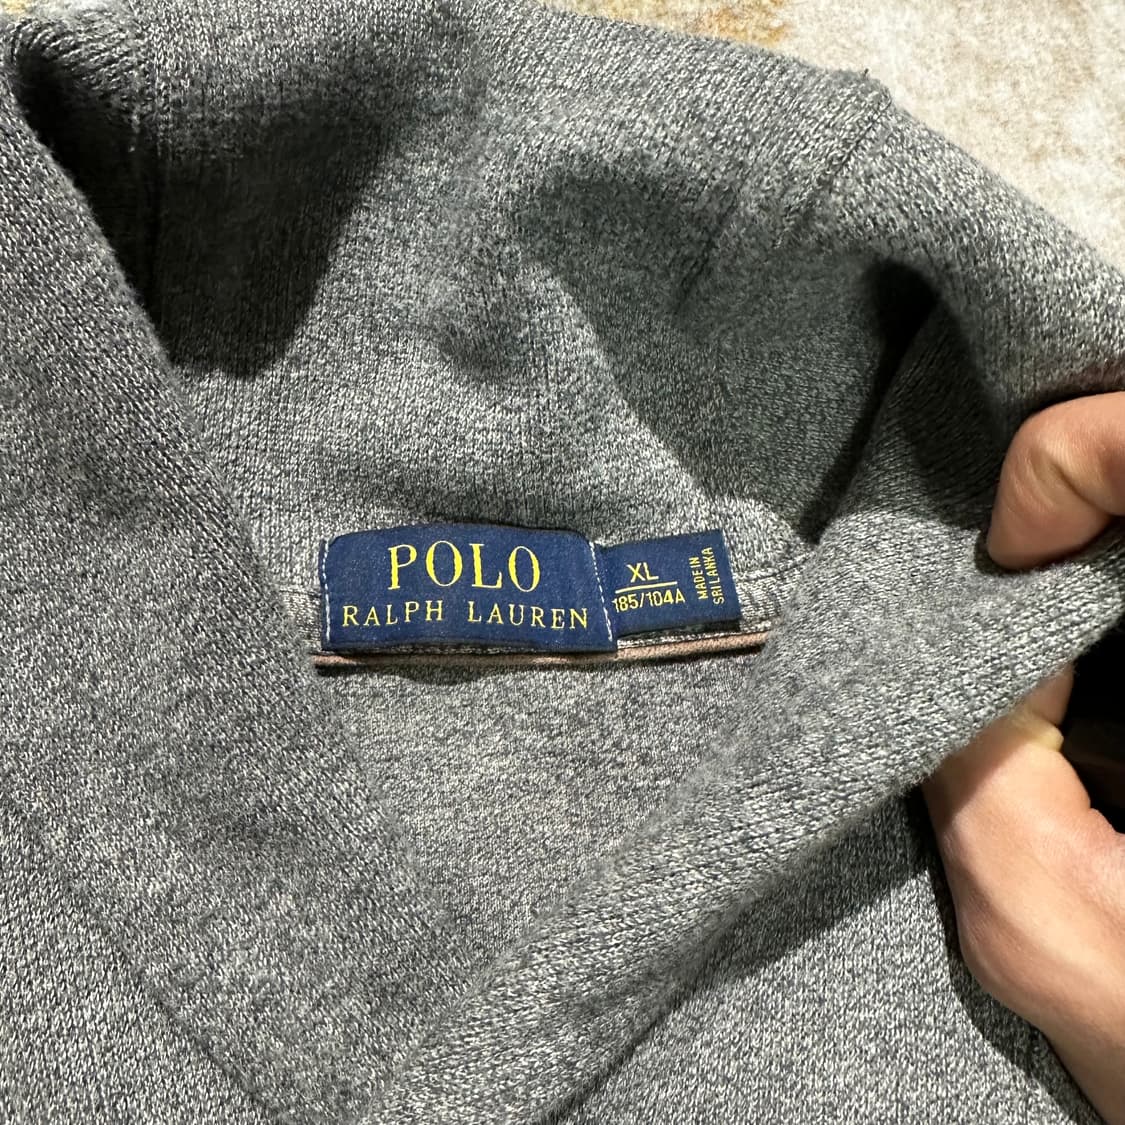 POLO
RALPH LAUREN
XL
185/104A
MADE IN
SRI LANKA